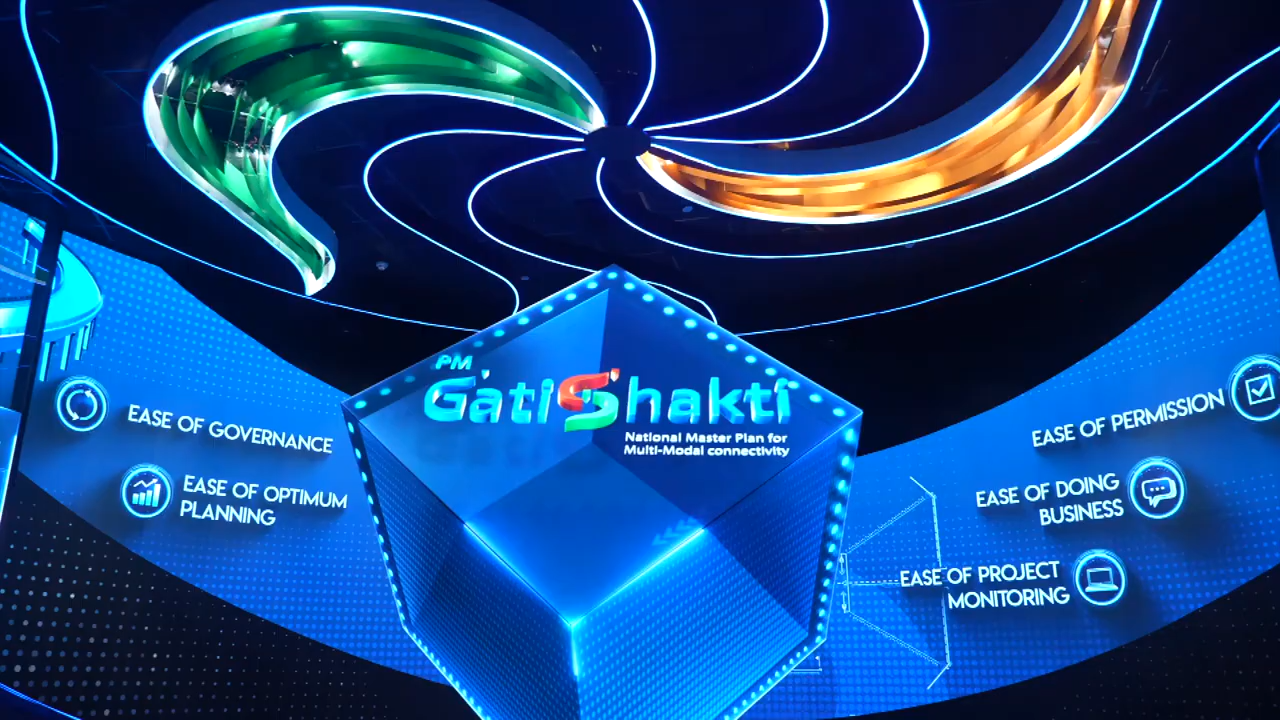 PM
GatiShakti
National Master Plan for
Multi-Modal connectivity
EASE OF GOVERNANCE
EASE OF OPTIMUM
PLANNING
EASE OF PERMISSION
EASE OF DOING
BUSINESS
EASE OF PROJECT
MONITORING